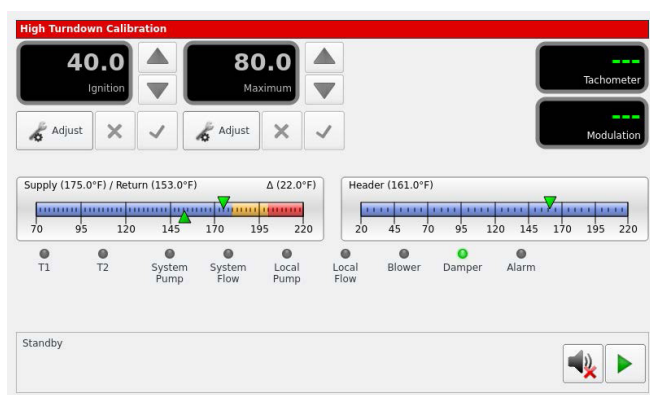 High Turndown Calibration
40.0
Ignition
80.0
Maximum
---
Tachometer
---
Modulation
Adjust
Adjust
Supply (175.0°F) / Return (153.0°F) Δ (22.0°F)
70 95 120 145 170 195 220
Header (161.0°F)
20 45 70 95 120 145 170 195 220
T1
T2
System
Pump
System
Flow
Local
Pump
Local
Flow
Blower
Damper
Alarm
Standby